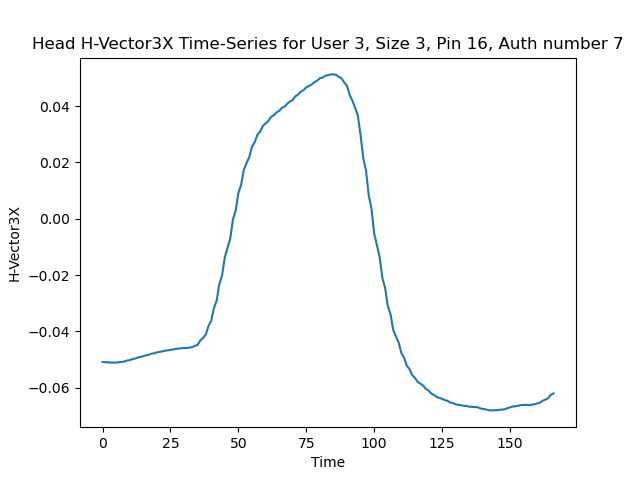 Head H-Vector3X Time-Series for User 3, Size 3, Pin 16, Auth number 7
H-Vector3X
0.04
0.02
0.00
−0.02
−0.04
−0.06
0 25 50 75 100 125 150
Time